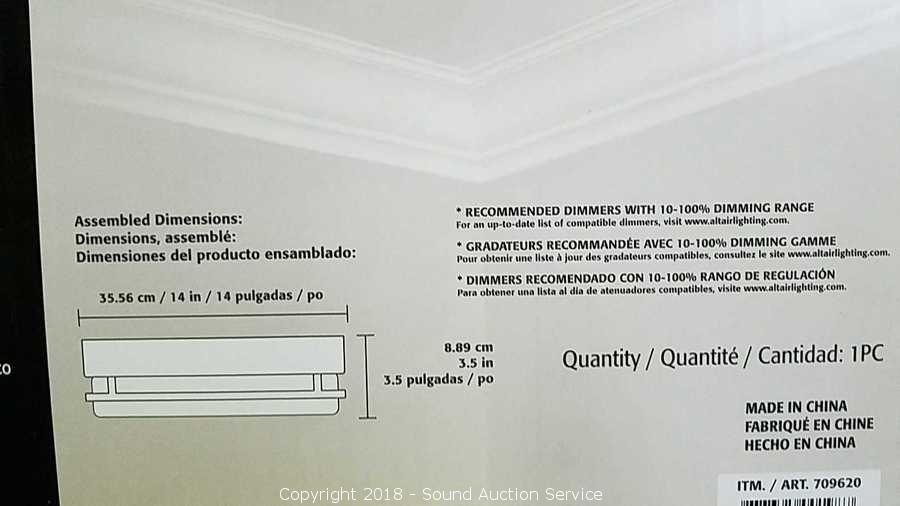 Assembled Dimensions:
Dimensions, assemblé:
Dimensiones del producto ensamblado:
35.56 cm / 14 in / 14 pulgadas / po
8.89 cm
3.5 in
3.5 pulgadas / po
* RECOMMENDED DIMMERS WITH 10-100% DIMMING RANGE
For an up-to-date list of compatible dimmers, visit www.altairlighting.com.
* GRADATEURS RECOMMANDÉE AVEC 10-100% DIMMING GAMME
Pour obtenir une liste à jour des gradateurs compatibles, consultez le site www.altairlighting.com.
* DIMMERS RECOMENDADO CON 10-100% RANGO DE REGULACIÓN
Para obtener una lista al día de atenuadores compatibles, visite www.altairlighting.com.
Quantity / Quantité / Cantidad: 1PC
MADE IN CHINA
FABRIQUÉ EN CHINE
HECHO EN CHINA
ITM. / ART. 709620
Copyright 2018 - Sound Auction Service